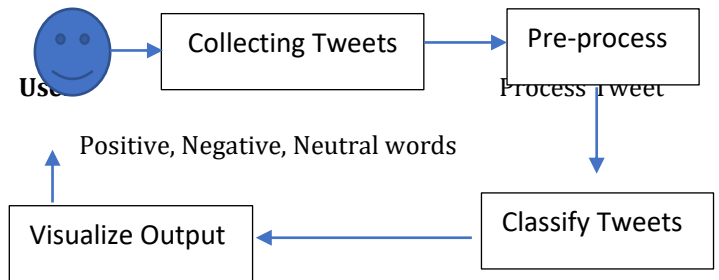 Collecting Tweets
Pre-process
Process Tweet
Positive, Negative, Neutral words
Classify Tweets
Visualize Output